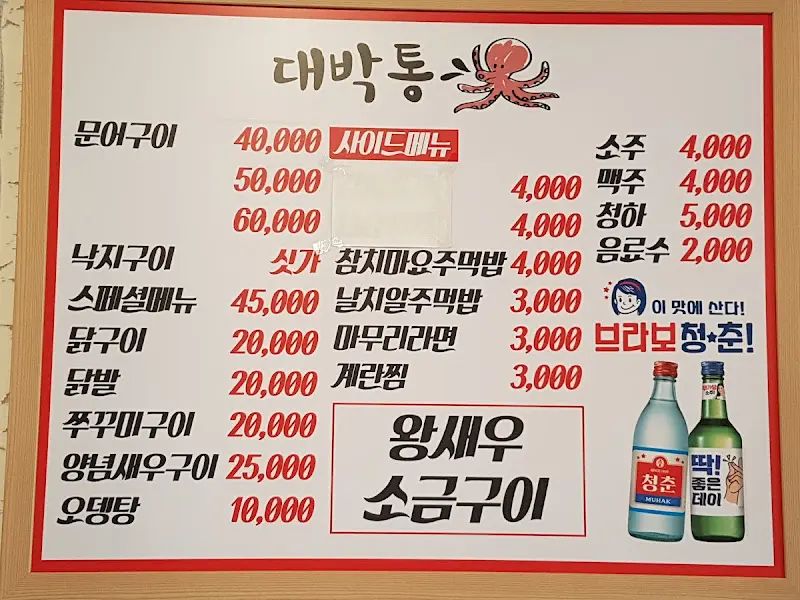 대박통
문어구이 40,000
50,000
60,000
낙지구이 싯가
스페셜메뉴 45,000
닭구이 20,000
닭발 20,000
쭈꾸미구이 20,000
양념새우구이 25,000
오뎅탕 10,000
사이드메뉴
4,000
4,000
참치마요주먹밥 4,000
날치알주먹밥 3,000
마무리라면 3,000
계란찜 3,000
왕새우
소금구이
소주 4,000
맥주 4,000
청하 5,000
음료수 2,000
이 맛에 산다!
브라보 청춘!
청춘
MUHAK
딱!
좋은
데이